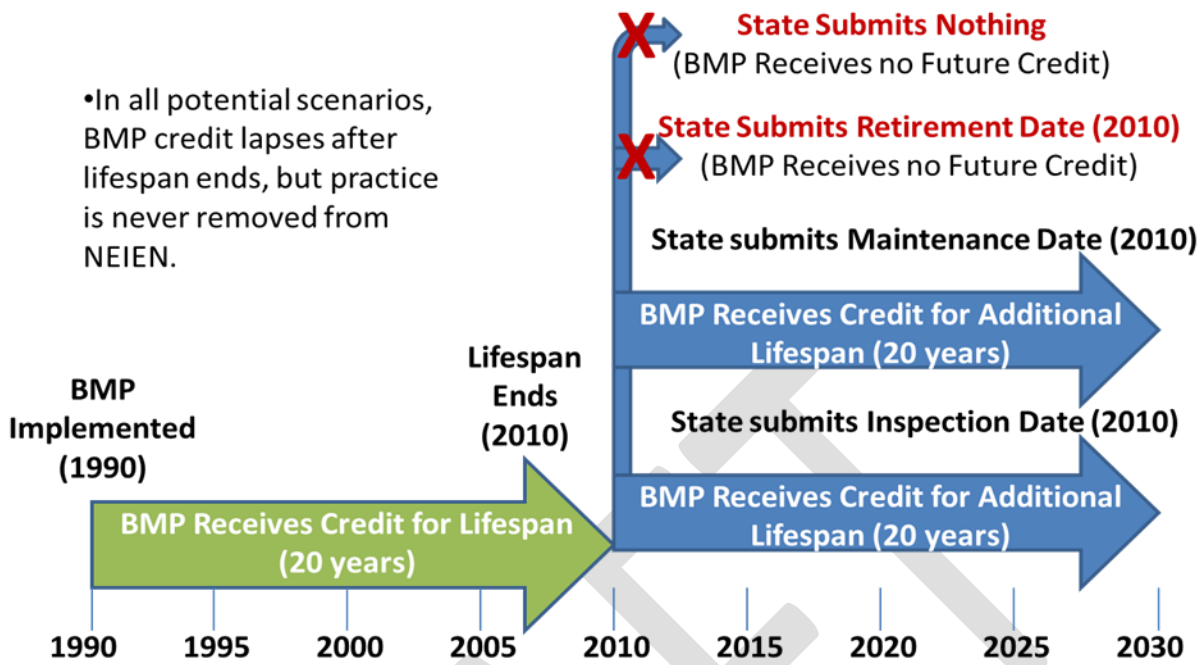 State Submits Nothing
(BMP Receives no Future Credit)
•In all potential scenarios,
BMP credit lapses after
lifespan ends, but practice
is never removed from
NEIEN.
X
State Submits Retirement Date (2010)
(BMP Receives no Future Credit)
X
State submits Maintenance Date (2010)
BMP Receives Credit for Additional
Lifespan (20 years)
BMP
Implemented
(1990)
Lifespan
Ends
(2010)
State submits Inspection Date (2010)
BMP Receives Credit for Additional
Lifespan (20 years)
BMP Receives Credit for Lifespan
(20 years)
1990
1995
2000
2005
2010
2015
2020
2025
2030